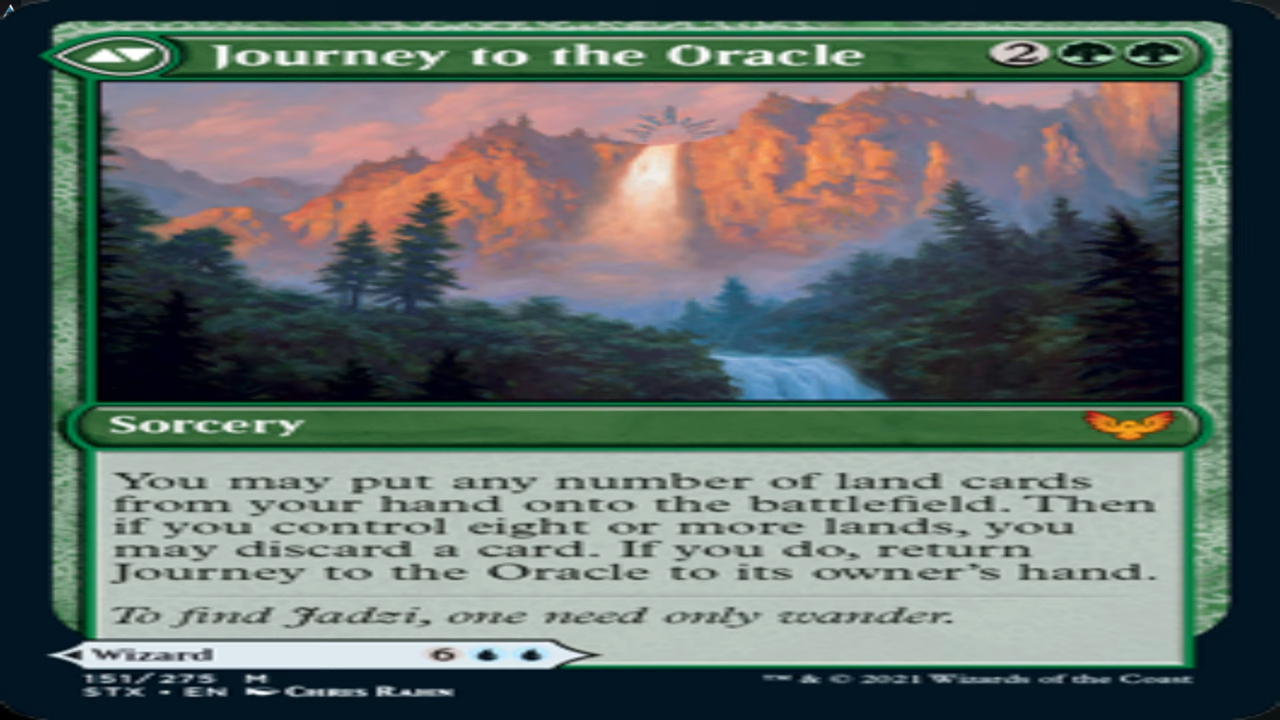 Journey to the Oracle 2
Sorcery
You may put any number of land cards
from your hand onto the battlefield. Then
if you control eight or more lands, you
may discard a card. If you do, return
Journey to the Oracle to its owner's hand.
To find Jadzi, one need only wander.
Wizard 6
151/275 M
STX • EN Chris Rahn
™ & © 2021 Wizards of the Coast